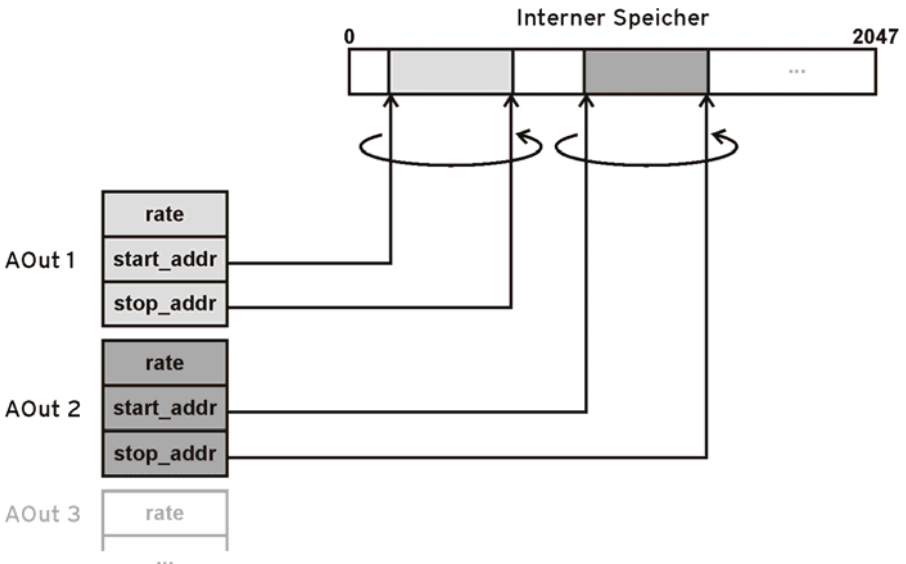 Interner Speicher
0 2047
...
rate
AOut 1 start_addr
stop_addr
rate
AOut 2 start_addr
stop_addr
AOut 3 rate
...